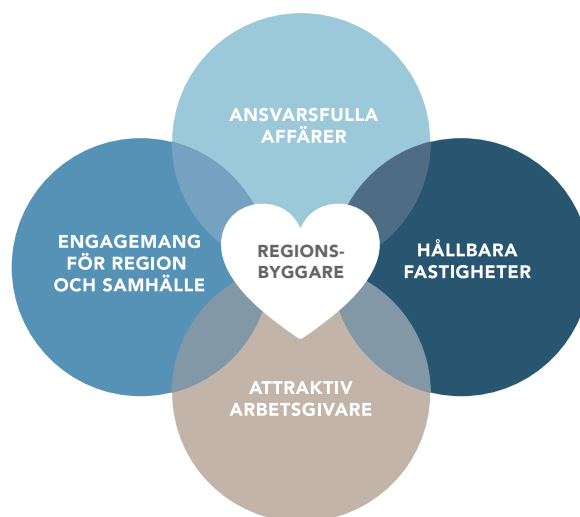 ANSVARSFULLA
AFFÄRER
ENGAGEMANG
FÖR REGION
OCH SAMHÄLLE
REGIONS-
BYGGARE
HÅLLBARA
FASTIGHETER
ATTRAKTIV
ARBETSGIVARE